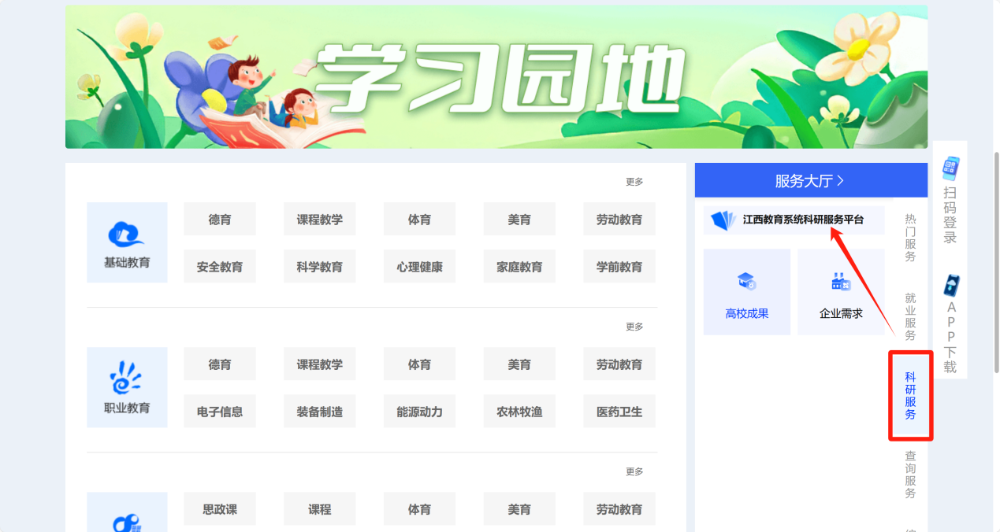 学习园地
更多
基础教育
德育
课程教学
体育
美育
劳动教育
安全教育
科学教育
心理健康
家庭教育
学前教育
更多
职业教育
德育
课程教学
体育
美育
劳动教育
电子信息
装备制造
能源动力
农林牧渔
医药卫生
更多
思政课
课程
体育
美育
劳动教育
服务大厅
江西教育系统科研服务平台
高校成果
企业需求
热门服务
就业服务
科研服务
查询服务
扫码登录
APP下载